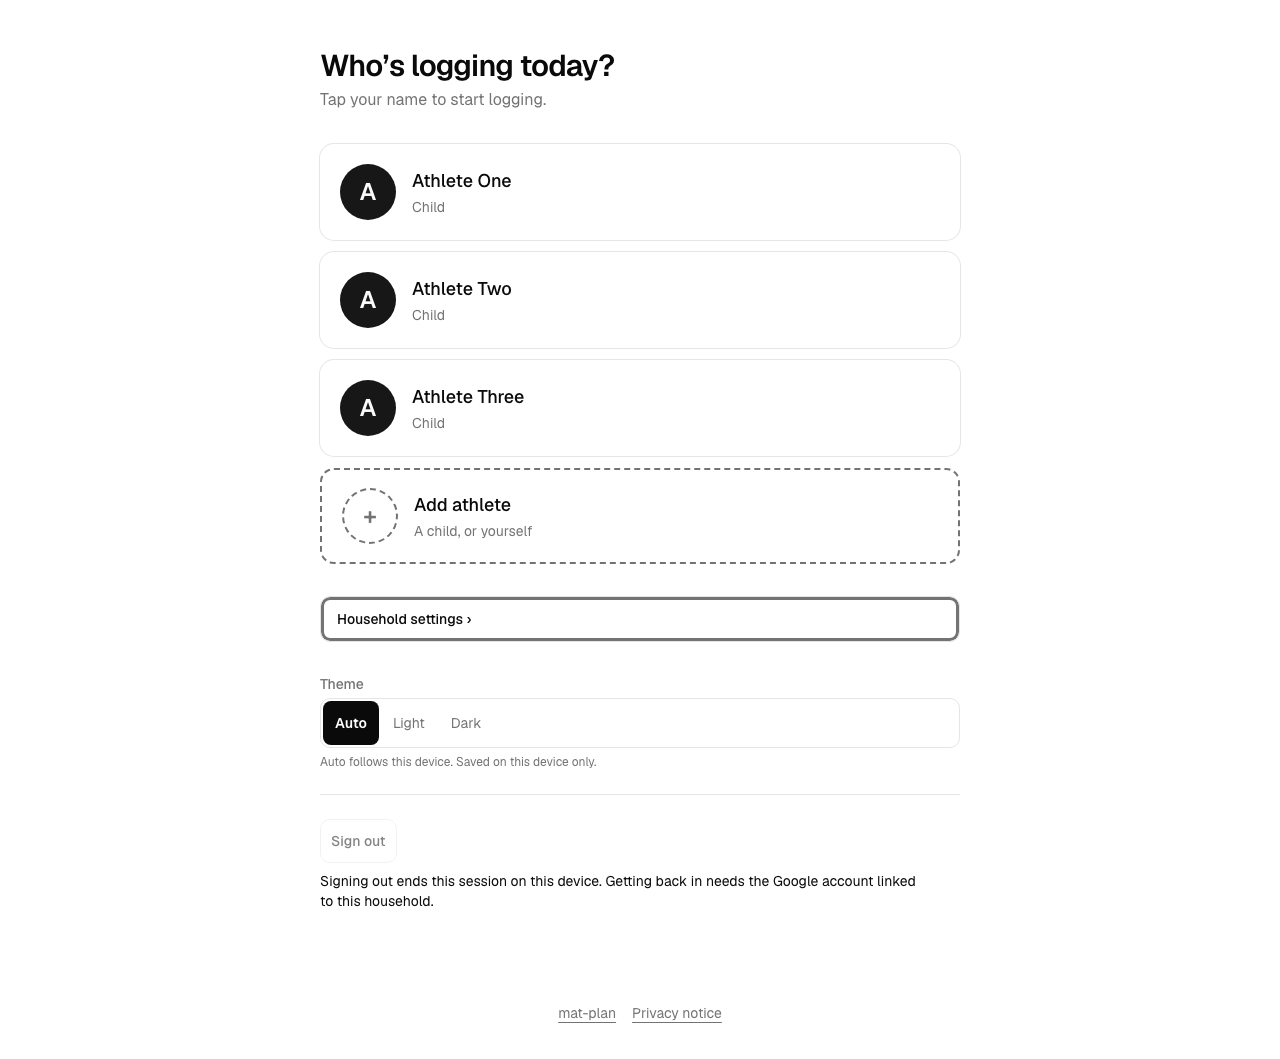 Who’s logging today?
Tap your name to start logging.
A
Athlete One
Child
A
Athlete Two
Child
A
Athlete Three
Child
+
Add athlete
A child, or yourself
Household settings ›
Theme
Auto Light Dark
Auto follows this device. Saved on this device only.
Sign out
Signing out ends this session on this device. Getting back in needs the Google account linked
to this household.
mat-plan Privacy notice